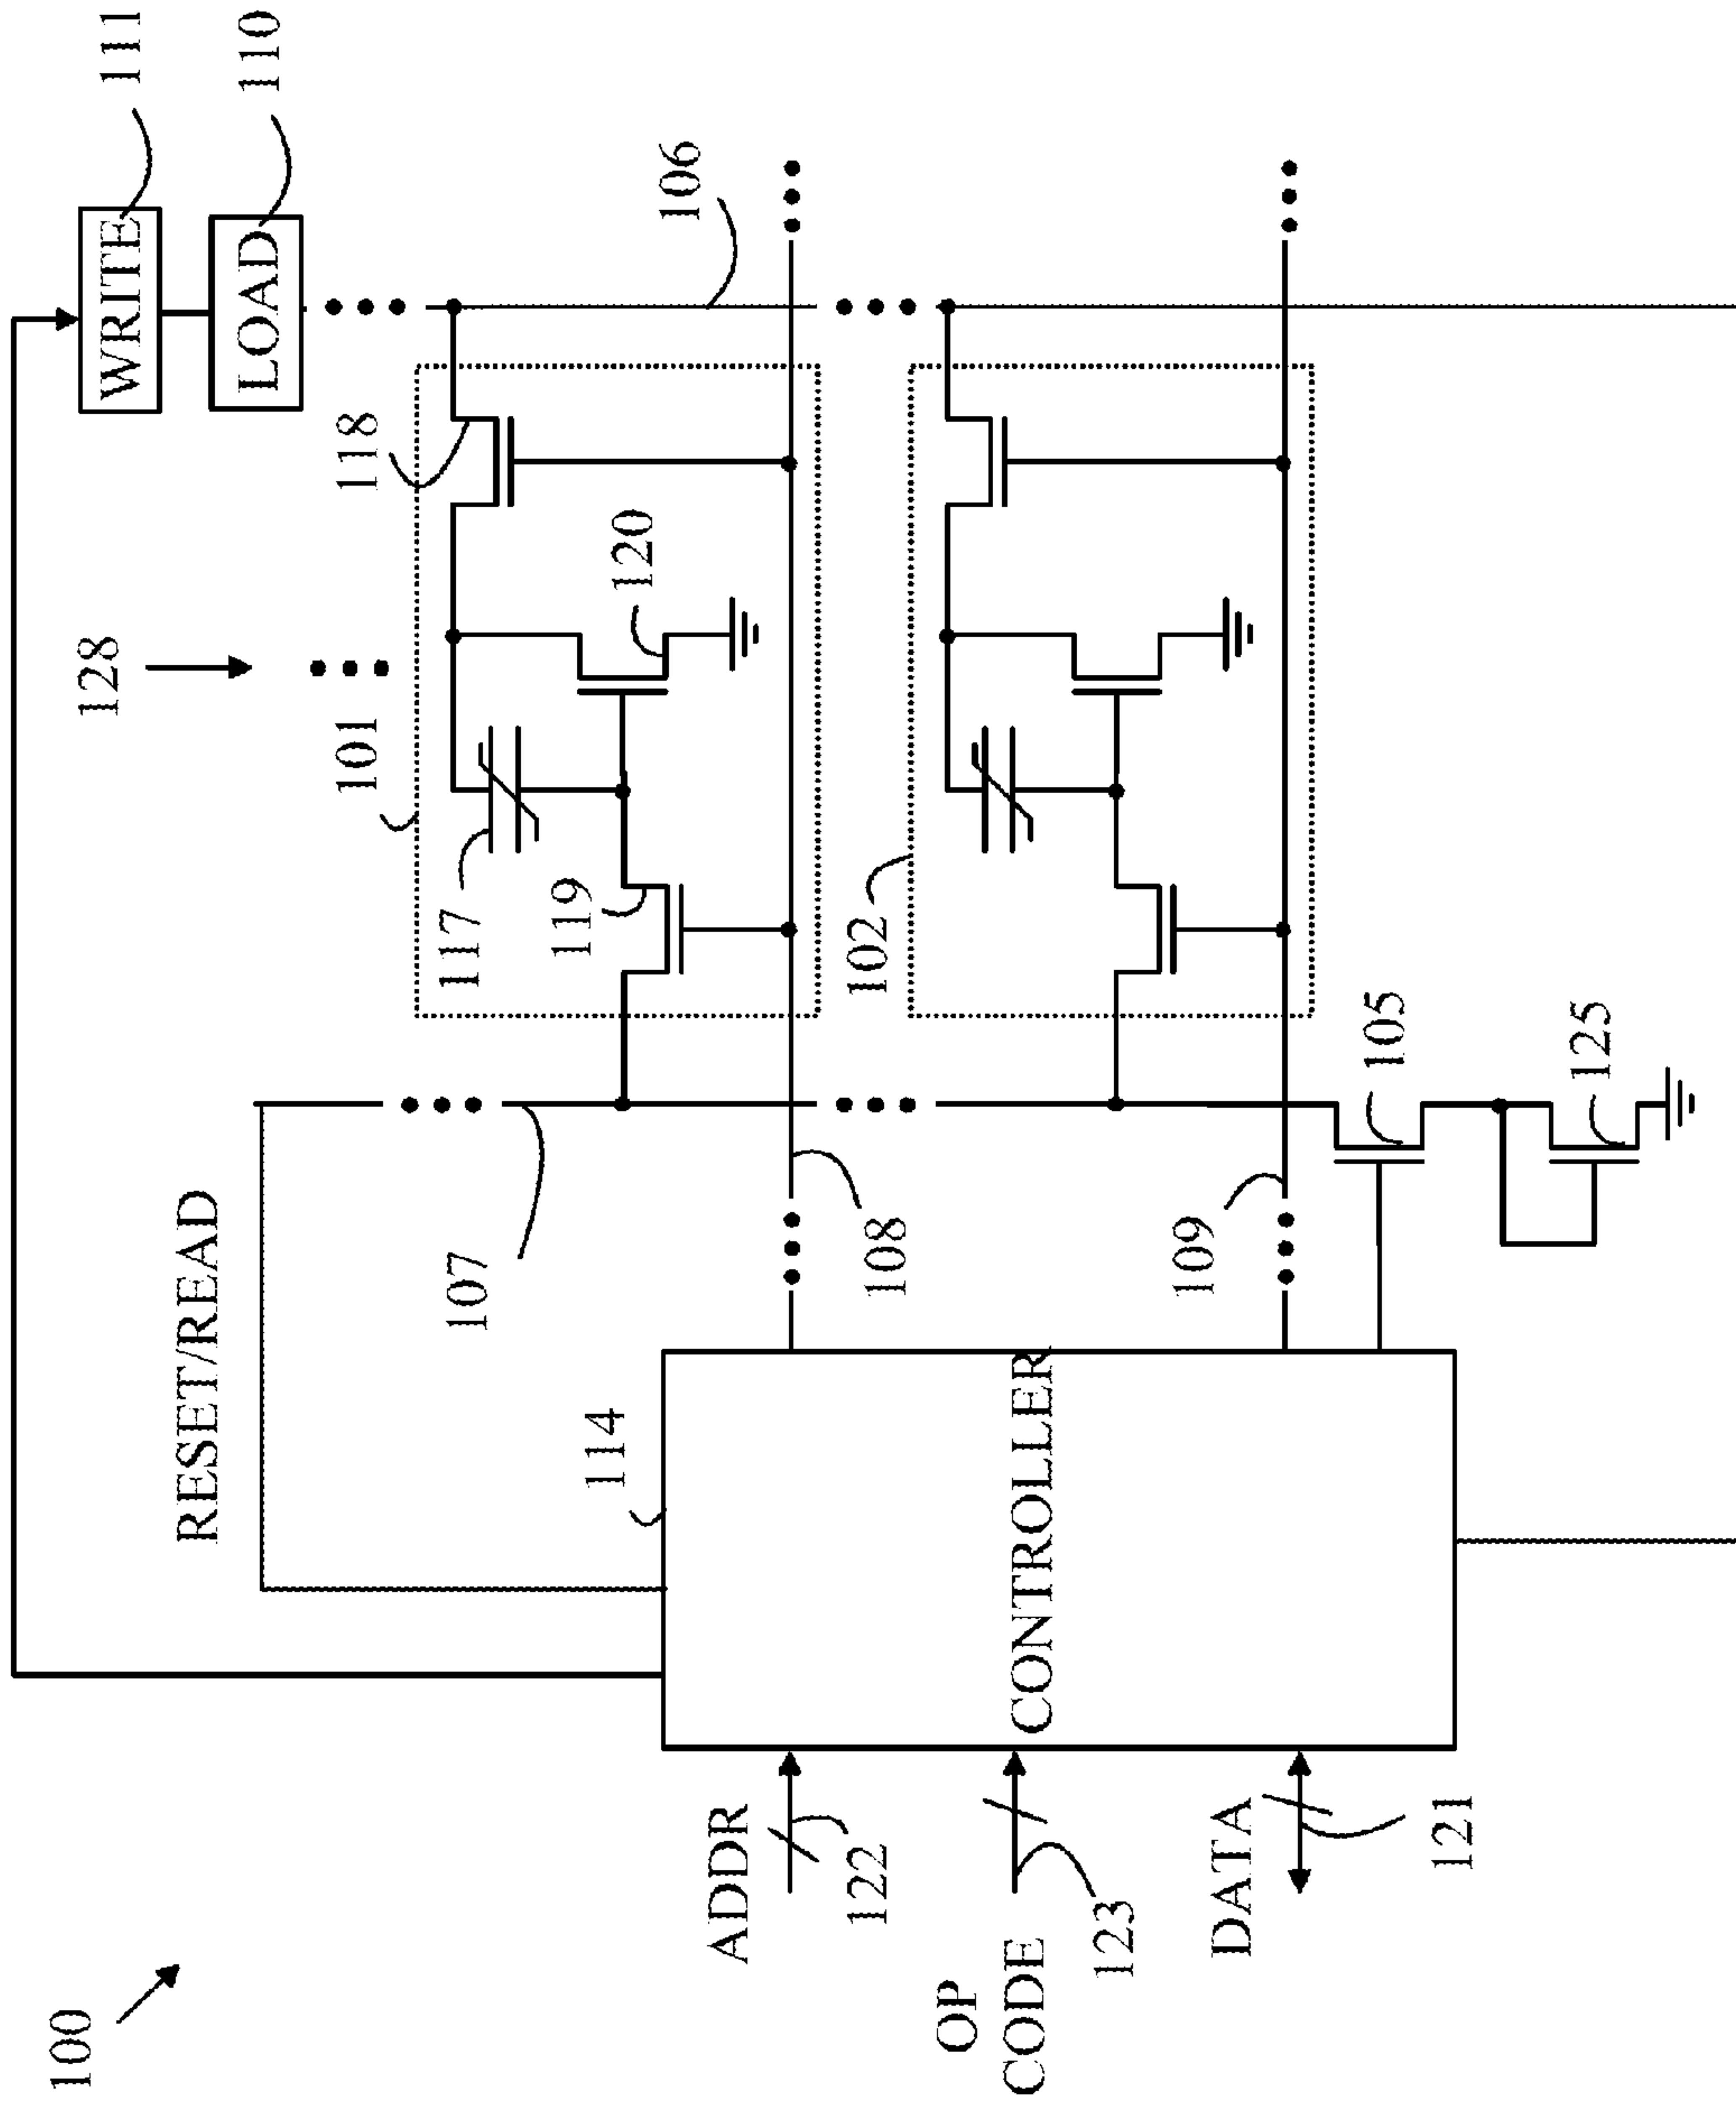 100
128
WRITE
111
RESET/READ
LOAD
110
101
118
107
117
119
114
120
106
ADDR
122
108
102
OP
CODE
CONTROLLER
123
109
DATA
105
121
125